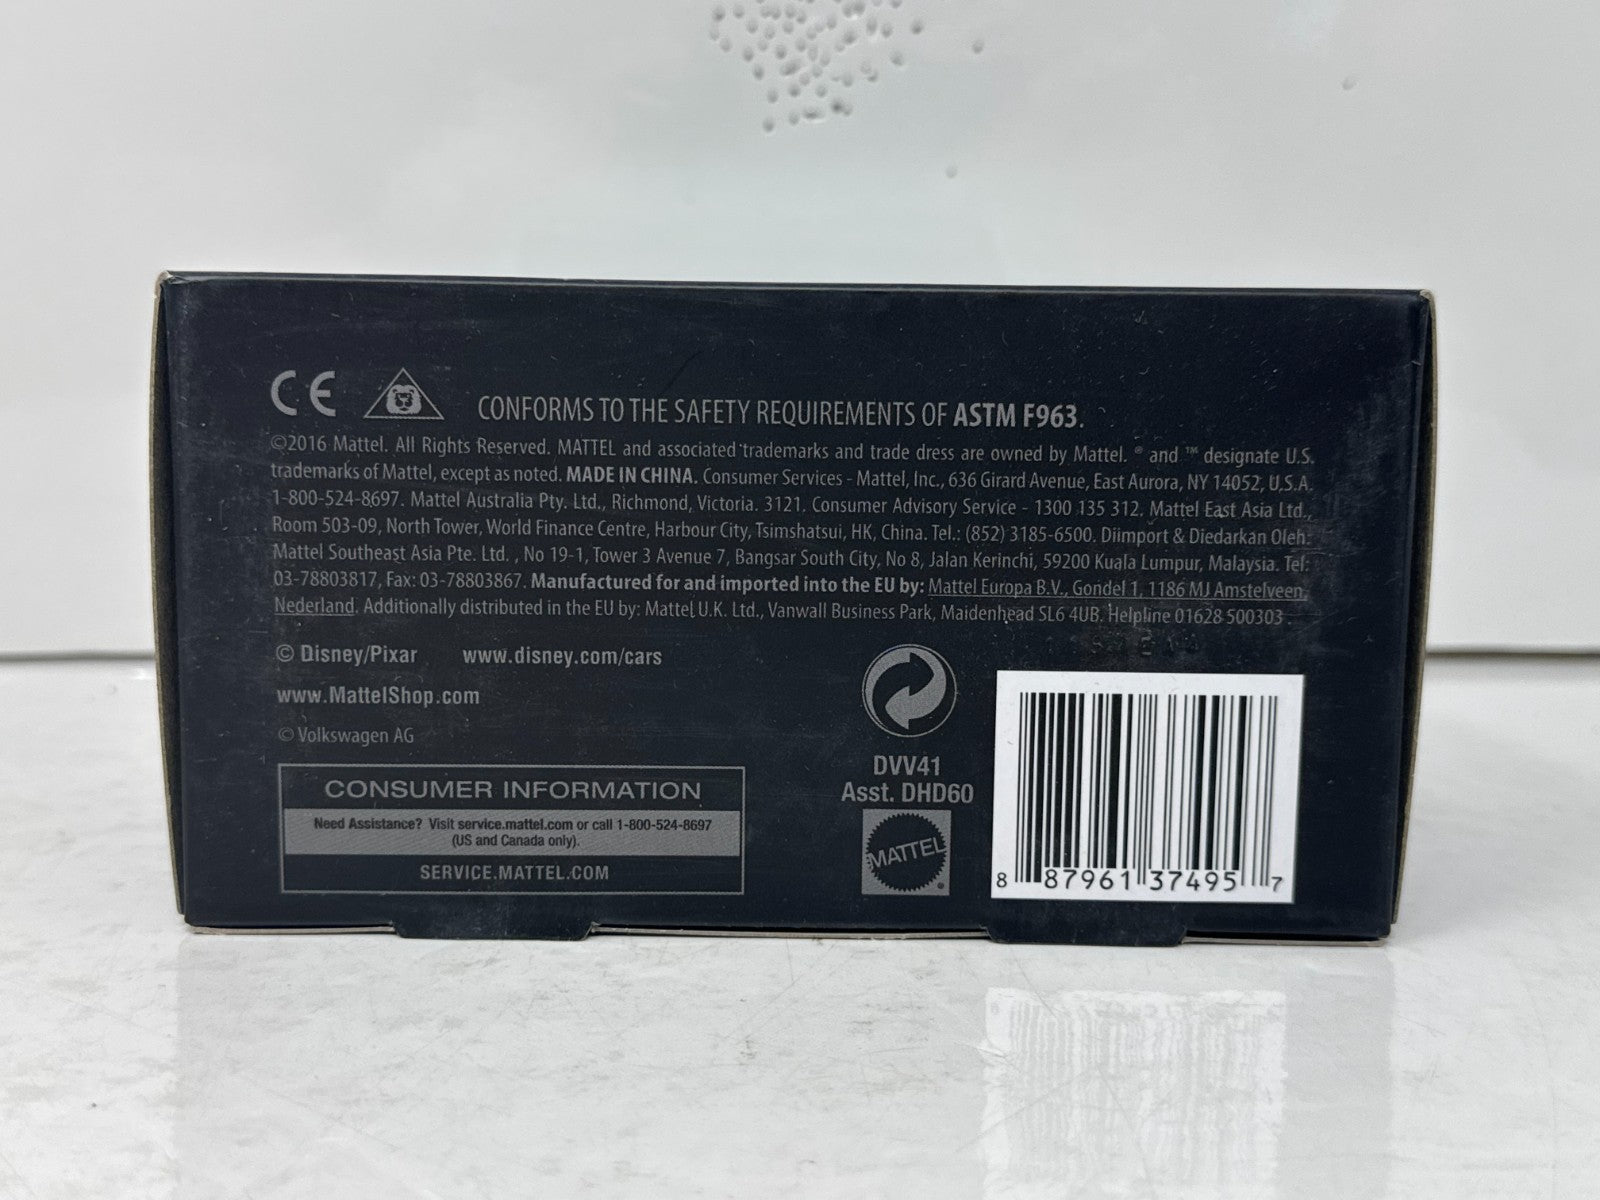 CE CONFORMS TO THE SAFETY REQUIREMENTS OF ASTM F963.
©2016 Mattel. All Rights Reserved. MATTEL and associated trademarks and trade dress are owned by Mattel. ® and ™ designate U.S.
trademarks of Mattel, except as noted. MADE IN CHINA. Consumer Services - Mattel, Inc., 636 Girard Avenue, East Aurora, NY 14052, U.S.A.
1-800-524-8697. Mattel Australia Pty. Ltd., Richmond, Victoria. 3121. Consumer Advisory Service - 1300 135 312. Mattel East Asia Ltd.,
Room 503-09, North Tower, World Finance Centre, Harbour City, Tsimshatsui, HK, China. Tel.: (852) 3185-6500. Diimport & Diedarkan Oleh:
Mattel Southeast Asia Pte. Ltd. , No 19-1, Tower 3 Avenue 7, Bangsar South City, No 8, Jalan Kerinchi, 59200 Kuala Lumpur, Malaysia. Tel:
03-78803817, Fax: 03-78803867. Manufactured for and imported into the EU by: Mattel Europa B.V., Gondel 1, 1186 MJ Amstelveen,
Nederland. Additionally distributed in the EU by: Mattel U.K. Ltd., Vanwall Business Park, Maidenhead SL6 4UB. Helpline 01628 500303.
© Disney/Pixar www.disney.com/cars
www.MattelShop.com
© Volkswagen AG
CONSUMER INFORMATION
Need Assistance? Visit service.mattel.com or call 1-800-524-8697
(US and Canada only).
SERVICE.MATTEL.COM
DVV41
Asst. DHD60
MATTEL
8 87961 37495 7